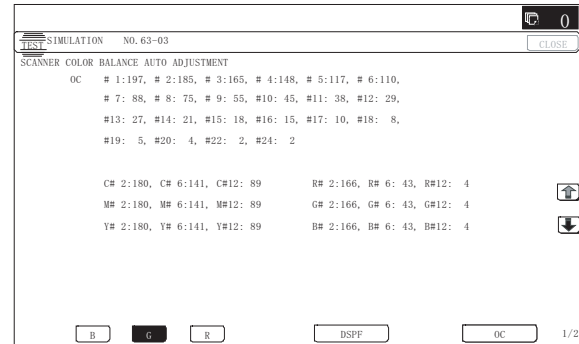 0
TEST SIMULATION NO. 63-03
CLOSE
SCANNER COLOR BALANCE AUTO ADJUSTMENT
OC # 1:197, # 2:185, # 3:165, # 4:148, # 5:117, # 6:110,
# 7: 88, # 8: 75, # 9: 55, #10: 45, #11: 38, #12: 29,
#13: 27, #14: 21, #15: 18, #16: 15, #17: 10, #18: 8,
#19: 5, #20: 4, #22: 2, #24: 2
C# 2:180, C# 6:141, C#12: 89 R# 2:166, R# 6: 43, R#12: 4
M# 2:180, M# 6:141, M#12: 89 G# 2:166, G# 6: 43, G#12: 4
Y# 2:180, Y# 6:141, Y#12: 89 B# 2:166, B# 6: 43, B#12: 4
B G R DSPF OC 1/2